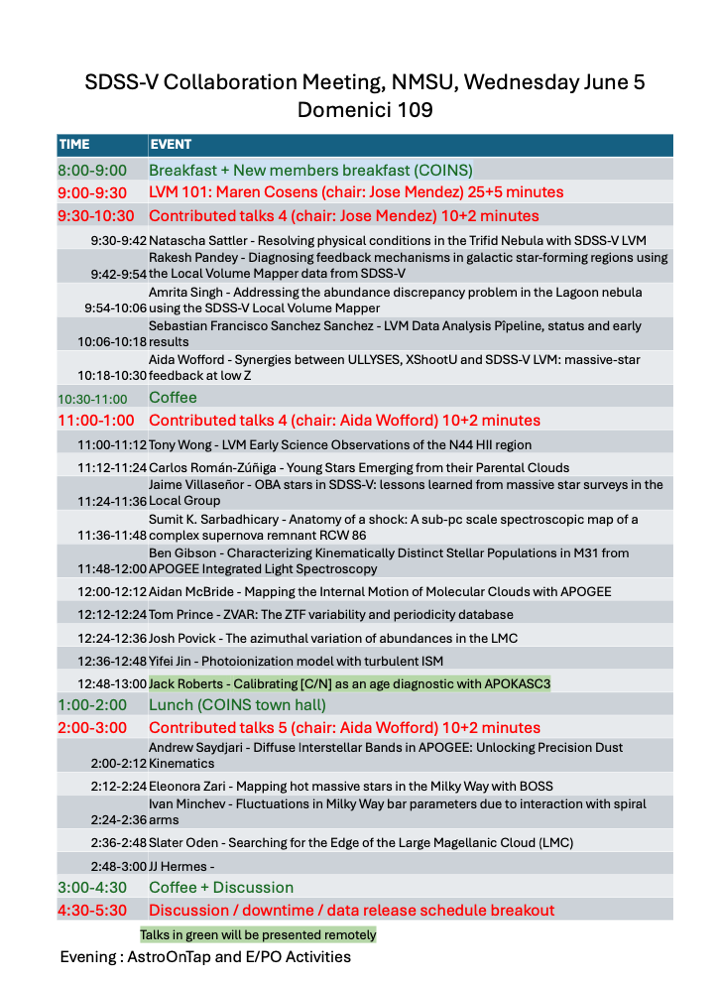 SDSS-V Collaboration Meeting, NMSU, Wednesday June 5
Domenici 109
TIME EVENT
8:00-9:00 Breakfast + New members breakfast (COINS)
9:00-9:30 LVM 101: Maren Cosens (chair: Jose Mendez) 25+5 minutes
9:30-10:30 Contributed talks 4 (chair: Jose Mendez) 10+2 minutes
9:30-9:42 Natascha Sattler - Resolving physical conditions in the Trifid Nebula with SDSS-V LVM
Rakesh Pandey - Diagnosing feedback mechanisms in galactic star-forming regions using
9:42-9:54 the Local Volume Mapper data from SDSS-V
Amrita Singh - Addressing the abundance discrepancy problem in the Lagoon nebula
9:54-10:06 using the SDSS-V Local Volume Mapper
Sebastian Francisco Sanchez Sanchez - LVM Data Analysis PÎpeline, status and early
10:06-10:18 results
Aida Wofford - Synergies between ULLYSES, XShootU and SDSS-V LVM: massive-star
10:18-10:30 feedback at low Z
10:30-11:00 Coffee
11:00-1:00 Contributed talks 4 (chair: Aida Wofford) 10+2 minutes
11:00-11:12 Tony Wong - LVM Early Science Observations of the N44 HII region
11:12-11:24 Carlos Román-Zúñiga - Young Stars Emerging from their Parental Clouds
Jaime Villaseñor - OBA stars in SDSS-V: lessons learned from massive star surveys in the
11:24-11:36 Local Group
Sumit K. Sarbadhicary - Anatomy of a shock: A sub-pc scale spectroscopic map of a
11:36-11:48 complex supernova remnant RCW 86
Ben Gibson - Characterizing Kinematically Distinct Stellar Populations in M31 from
11:48-12:00 APOGEE Integrated Light Spectroscopy
12:00-12:12 Aidan McBride - Mapping the Internal Motion of Molecular Clouds with APOGEE
12:12-12:24 Tom Prince - ZVAR: The ZTF variability and periodicity database
12:24-12:36 Josh Povick - The azimuthal variation of abundances in the LMC
12:36-12:48 Yifei Jin - Photoionization model with turbulent ISM
12:48-13:00 Jack Roberts - Calibrating [C/N] as an age diagnostic with APOKASC3
1:00-2:00 Lunch (COINS town hall)
2:00-3:00 Contributed talks 5 (chair: Aida Wofford) 10+2 minutes
Andrew Saydjari - Diffuse Interstellar Bands in APOGEE: Unlocking Precision Dust
2:00-2:12 Kinematics
2:12-2:24 Eleonora Zari - Mapping hot massive stars in the Milky Way with BOSS
Ivan Minchev - Fluctuations in Milky Way bar parameters due to interaction with spiral
2:24-2:36 arms
2:36-2:48 Slater Oden - Searching for the Edge of the Large Magellanic Cloud (LMC)
2:48-3:00 JJ Hermes -
3:00-4:30 Coffee + Discussion
4:30-5:30 Discussion / downtime / data release schedule breakout
Talks in green will be presented remotely
Evening : AstroOnTap and E/PO Activities